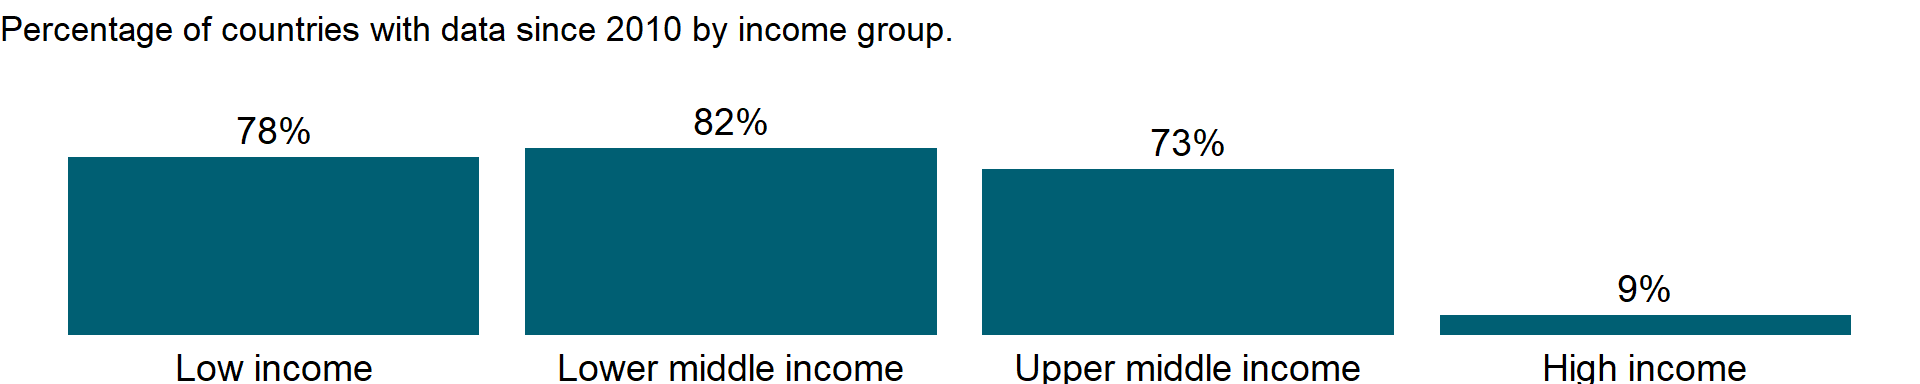 Percentage of countries with data since 2010 by income group.
78%
82%
73%
9%
Low income
Lower middle income
Upper middle income
High income